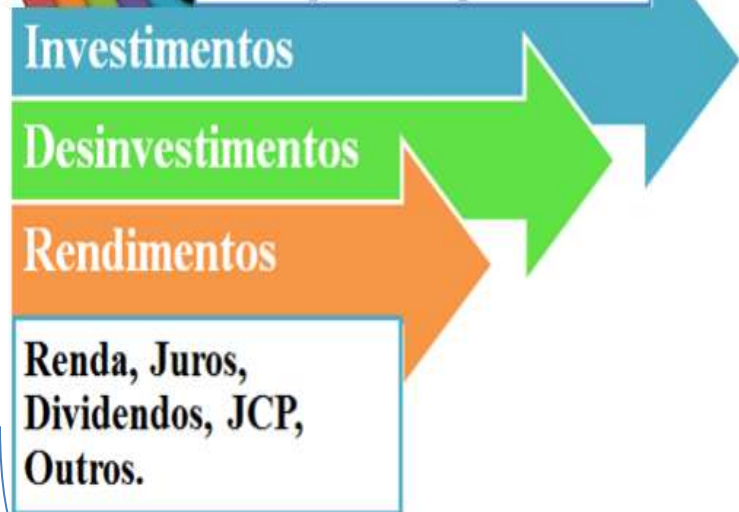 Investimentos
Desinvestimentos
Rendimentos
Renda, Juros,
Dividendos, JCP,
Outros.